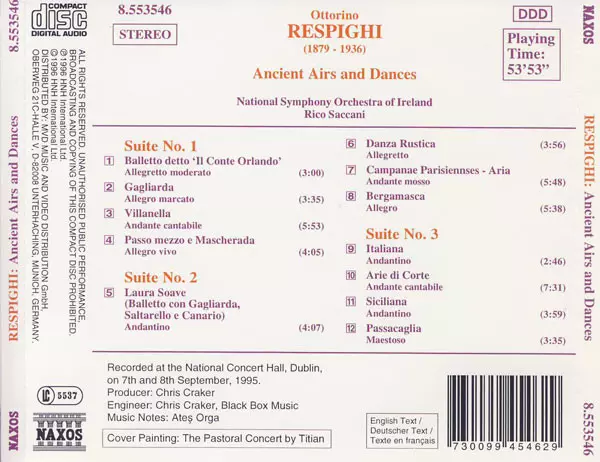 8.553546
RESPIGHI: Ancient Airs and Dances
NAXOS
COMPACT
disc
DIGITAL AUDIO
STEREO
Ottorino
RESPIGHI
(1879 - 1936)
Ancient Airs and Dances
National Symphony Orchestra of Ireland
Rico Saccani
DDD
Playing
Time:
53'53"
ALL RIGHTS RESERVED. UNAUTHORISED PUBLIC PERFORMANCE,
BROADCASTING AND COPYING OF THIS COMPACT DISC PROHIBITED.
℗ 1996 HNH International Ltd.
© 1996 HNH International Ltd.
DISTRIBUTED BY: MVD MUSIC AND VIDEO DISTRIBUTION GmbH,
OBERWEG 21C-HALLE V, D-82008 UNTERHACHING, MUNICH, GERMANY.
Suite No. 1
1 Balletto detto 'Il Conte Orlando'
Allegretto moderato (3:00)
2 Gagliarda
Allegro marcato (3:35)
3 Villanella
Andante cantabile (5:53)
4 Passo mezzo e Mascherada
Allegro vivo (4:05)
Suite No. 2
5 Laura Soave
(Balletto con Gagliarda,
Saltarello e Canario)
Andantino (4:07)
6 Danza Rustica (3:56)
Allegretto
7 Campanae Parisiensses - Aria
Andante mosso (5:48)
8 Bergamasca
Allegro (5:38)
Suite No. 3
9 Italiana
Andantino (2:46)
10 Arie di Corte
Andante cantabile (7:31)
11 Siciliana
Andantino (3:59)
12 Passacaglia
Maestoso (3:35)
Recorded at the National Concert Hall, Dublin,
on 7th and 8th September, 1995.
Producer: Chris Craker
Engineer: Chris Craker, Black Box Music
Music Notes: Ateş Orga
Cover Painting: The Pastoral Concert by Titian
LC 5537
NAXOS
English Text /
Deutscher Text /
Texte en français
7 30099 45462 9
NAXOS
RESPIGHI: Ancient Airs and Dances
8.553546